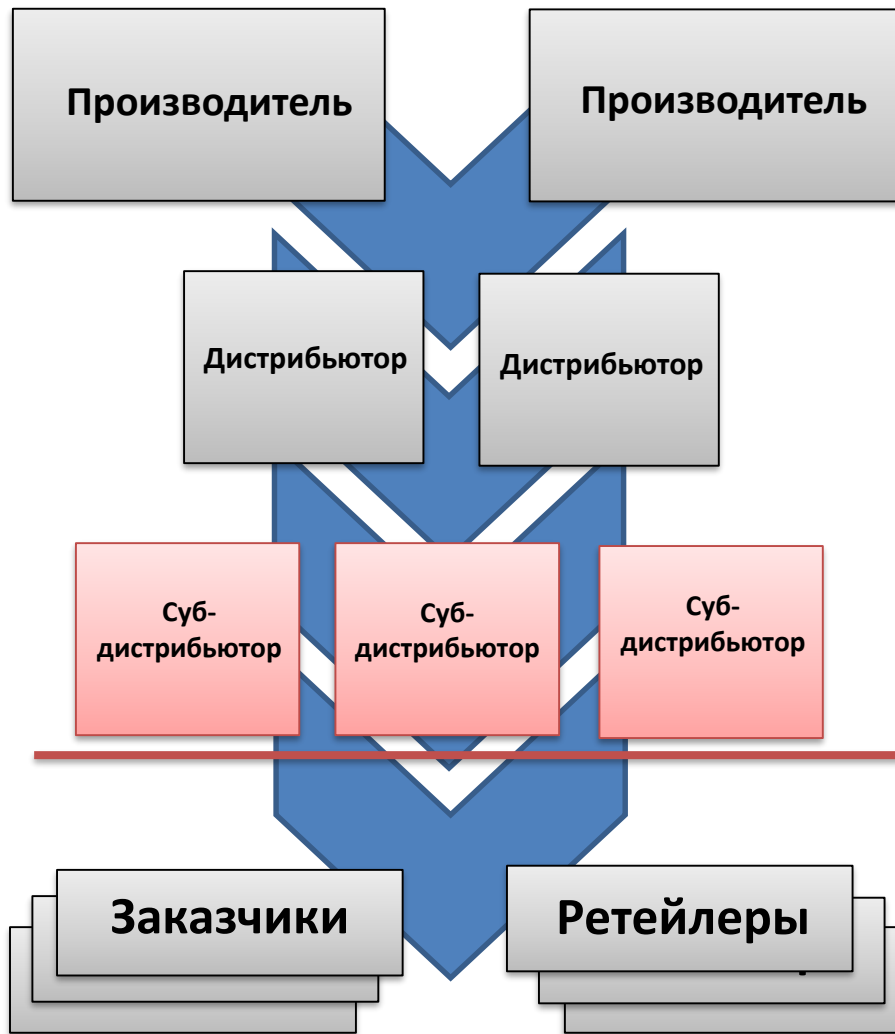 Производитель
Производитель
Дистрибьютор
Дистрибьютор
Суб-
дистрибьютор
Суб-
дистрибьютор
Суб-
дистрибьютор
Заказчики
Ретейлеры